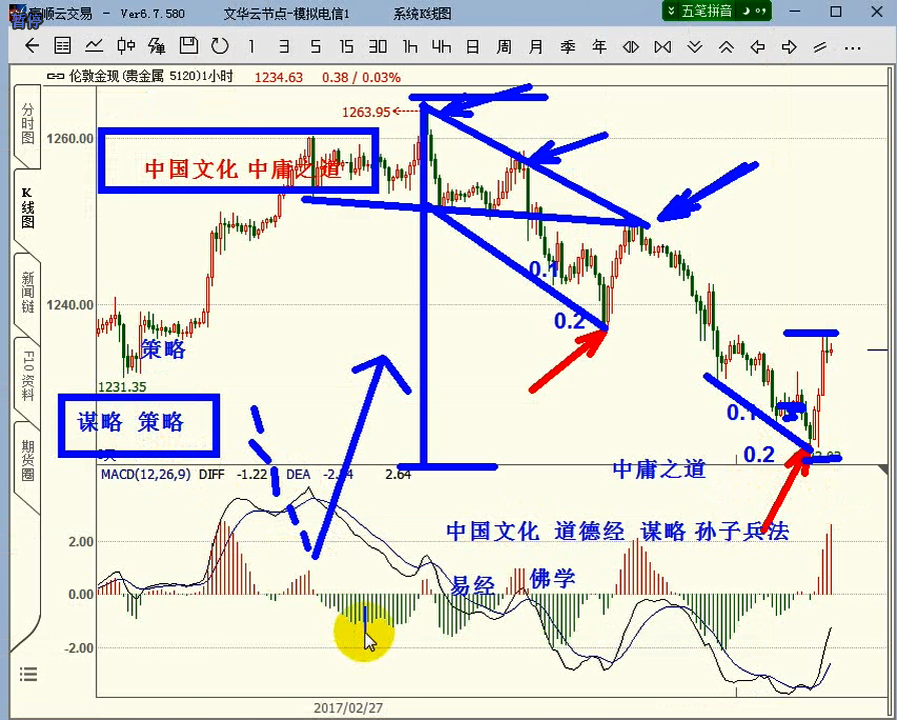 暂停
高顺云交易 - Ver6.7.580 文华云节点-模拟电信1 系统K线图
五笔拼音
1 3 5 15 30 1h 4h 日 周 月 季 年
伦敦金现(贵金属 5120)1小时 1234.63 0.38 / 0.03%
分时图
K线图
新闻链
F10资料
期货圈
1263.95
1260.00
中国文化 中庸之道
0.1
0.2
1240.00
策略
1231.35
谋略 策略
0.2
中庸之道
MACD(12,26,9) DIFF -1.22 DEA 2.64
中国文化 道德经 谋略 孙子兵法
易经 佛学
2.00
0.00
-2.00
2017/02/27